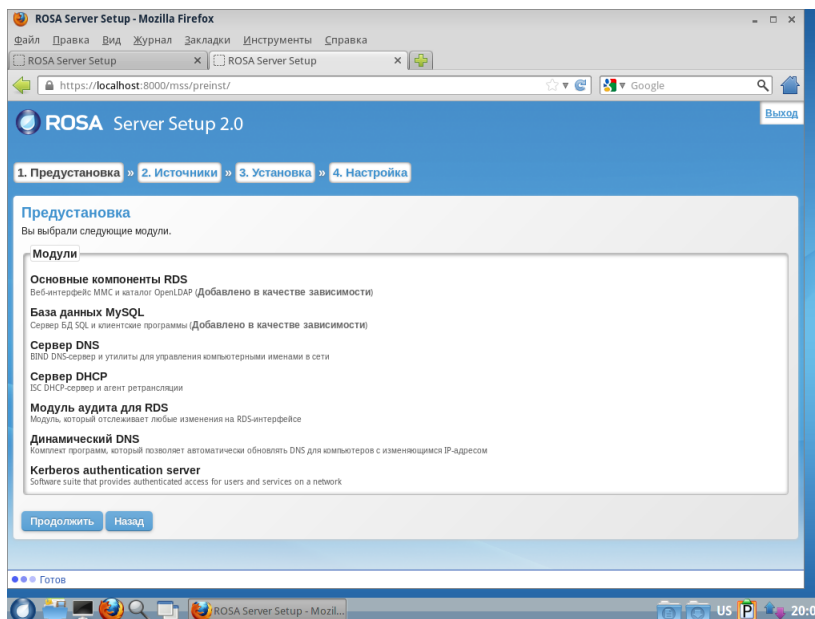 ROSA Server Setup - Mozilla Firefox
Файл Правка Вид Журнал Закладки Инструменты Справка
ROSA Server Setup ROSA Server Setup
https://localhost:8000/mss/preinst/ Google
ROSA Server Setup 2.0
Выход
1. Предустановка » 2. Источники » 3. Установка » 4. Настройка
Предустановка
Вы выбрали следующие модули.
Модули
Основные компоненты RDS
Веб-интерфейс MMC и каталог OpenLDAP (Добавлено в качестве зависимости)
База данных MySQL
Сервер БД SQL и клиентские программы (Добавлено в качестве зависимости)
Сервер DNS
BIND DNS-сервер и утилиты для управления компьютерными именами в сети
Сервер DHCP
ISC DHCP-сервер и агент ретрансляции
Модуль аудита для RDS
Модуль, который отслеживает любые изменения на RDS-интерфейсе
Динамический DNS
Комплект программ, который позволяет автоматически обновлять DNS для компьютеров с изменяющимся IP-адресом
Kerberos authentication server
Software suite that provides authenticated access for users and services on a network
Продолжить Назад
Готов
ROSA Server Setup - Mozil... US P 20:0